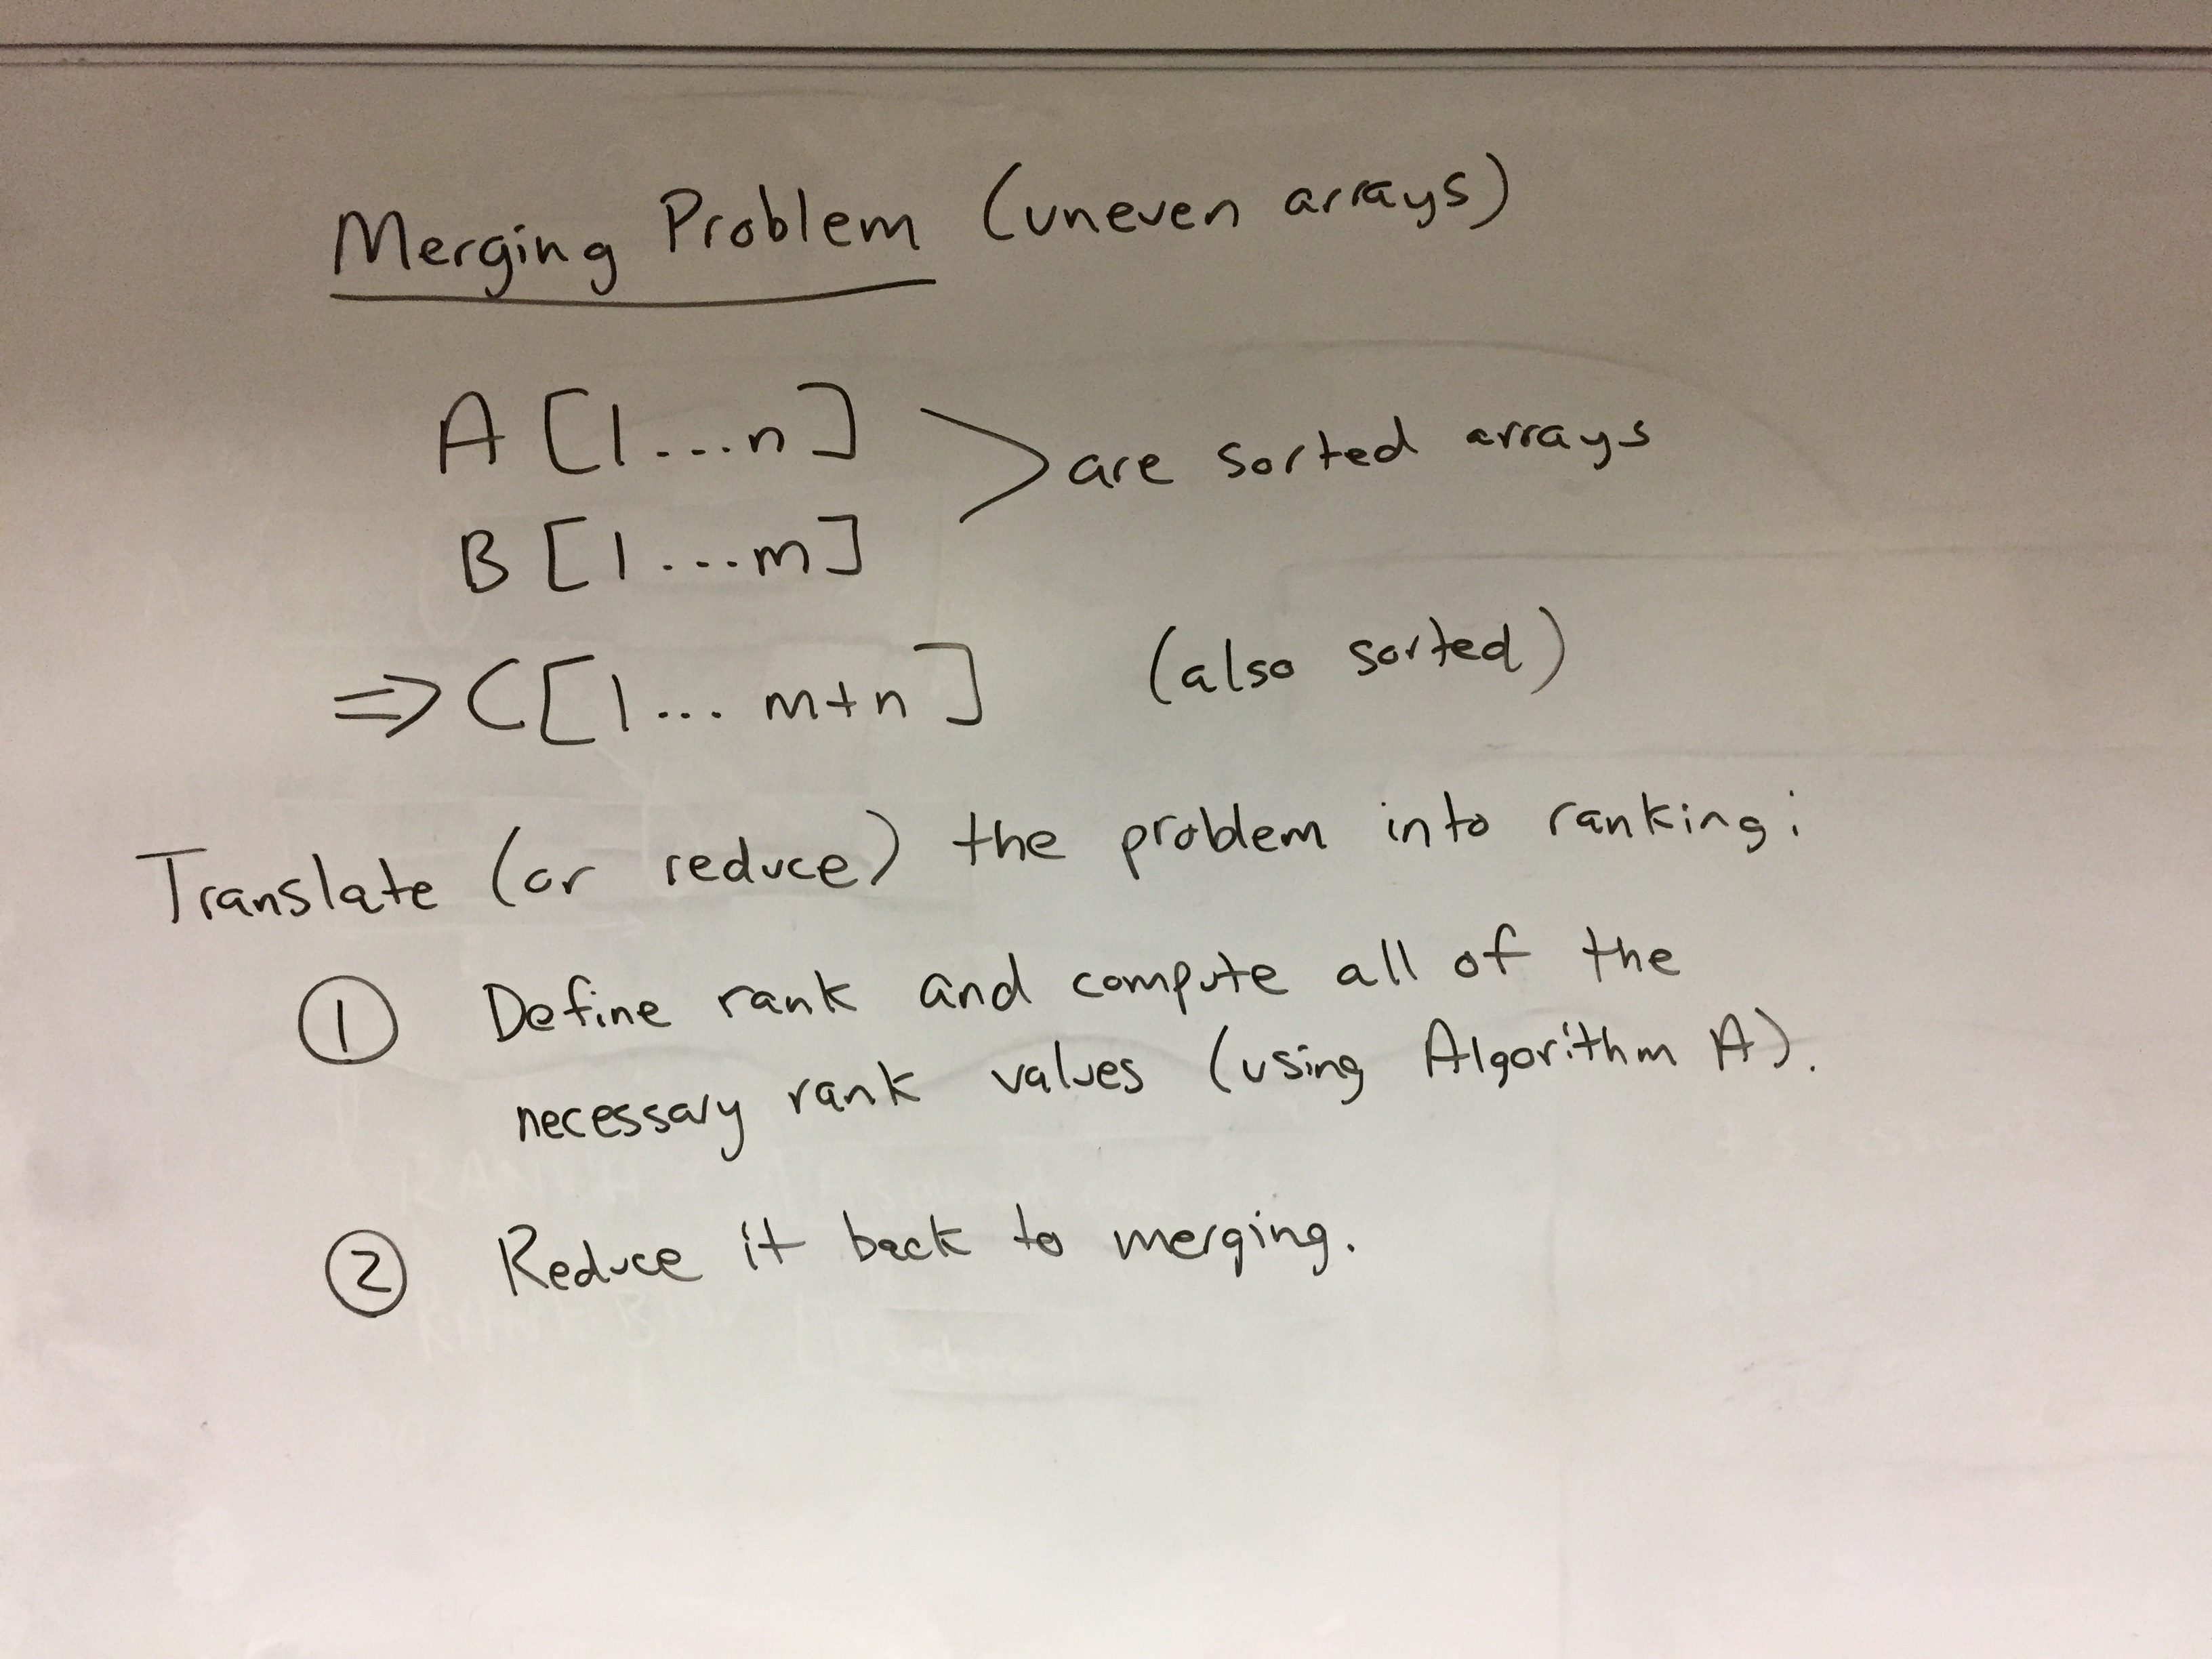 Merging Problem (uneven arrays)
A [1...n]
are sorted arrays
B [1...m]
=> C[1... m+n] (also sorted)
Translate (or reduce) the problem into ranking:
① Define rank and compute all of the
necessary rank values (using Algorithm A).
② Reduce it back to merging.